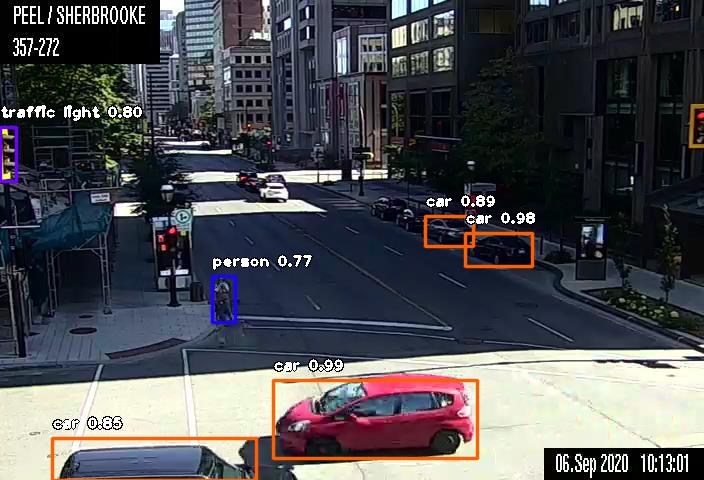 PEEL / SHERBROOKE
357-272
traffic light 0.80
car 0.89
car 0.98
person 0.77
car 0.99
car 0.85
06.Sep 2020 10:13:01